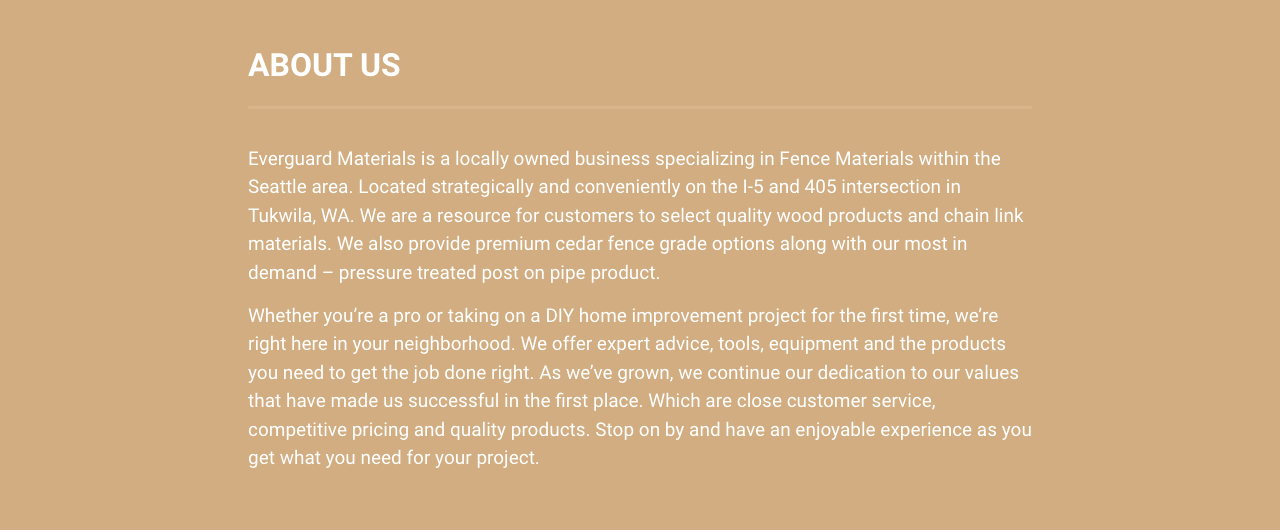 ABOUT US
Everguard Materials is a locally owned business specializing in Fence Materials within the
Seattle area. Located strategically and conveniently on the I-5 and 405 intersection in
Tukwila, WA. We are a resource for customers to select quality wood products and chain link
materials. We also provide premium cedar fence grade options along with our most in
demand – pressure treated post on pipe product.
Whether you’re a pro or taking on a DIY home improvement project for the first time, we’re
right here in your neighborhood. We offer expert advice, tools, equipment and the products
you need to get the job done right. As we’ve grown, we continue our dedication to our values
that have made us successful in the first place. Which are close customer service,
competitive pricing and quality products. Stop on by and have an enjoyable experience as you
get what you need for your project.